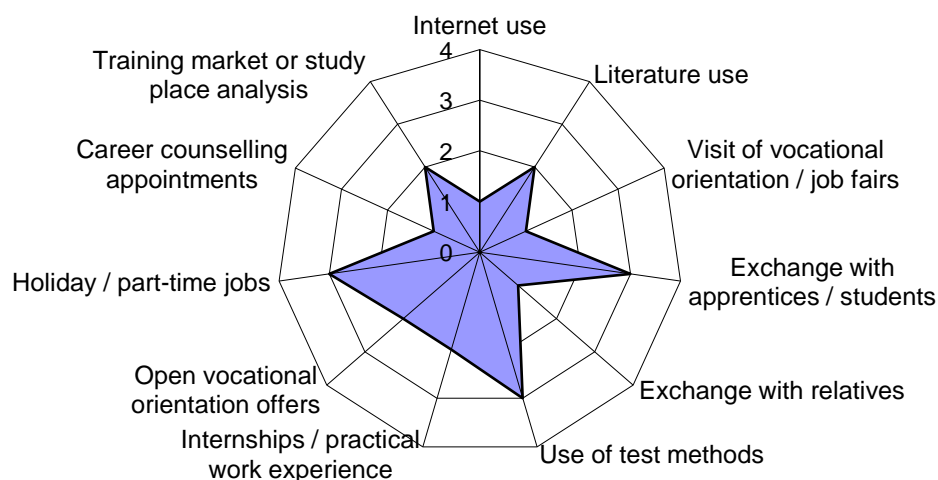 Internet use
4
Training market or study
place analysis
Literature use
3
2
Career counselling
appointments
Visit of vocational
orientation / job fairs
1
0
Holiday / part-time jobs
Exchange with
apprentices / students
Open vocational
orientation offers
Exchange with relatives
Internships / practical
work experience
Use of test methods